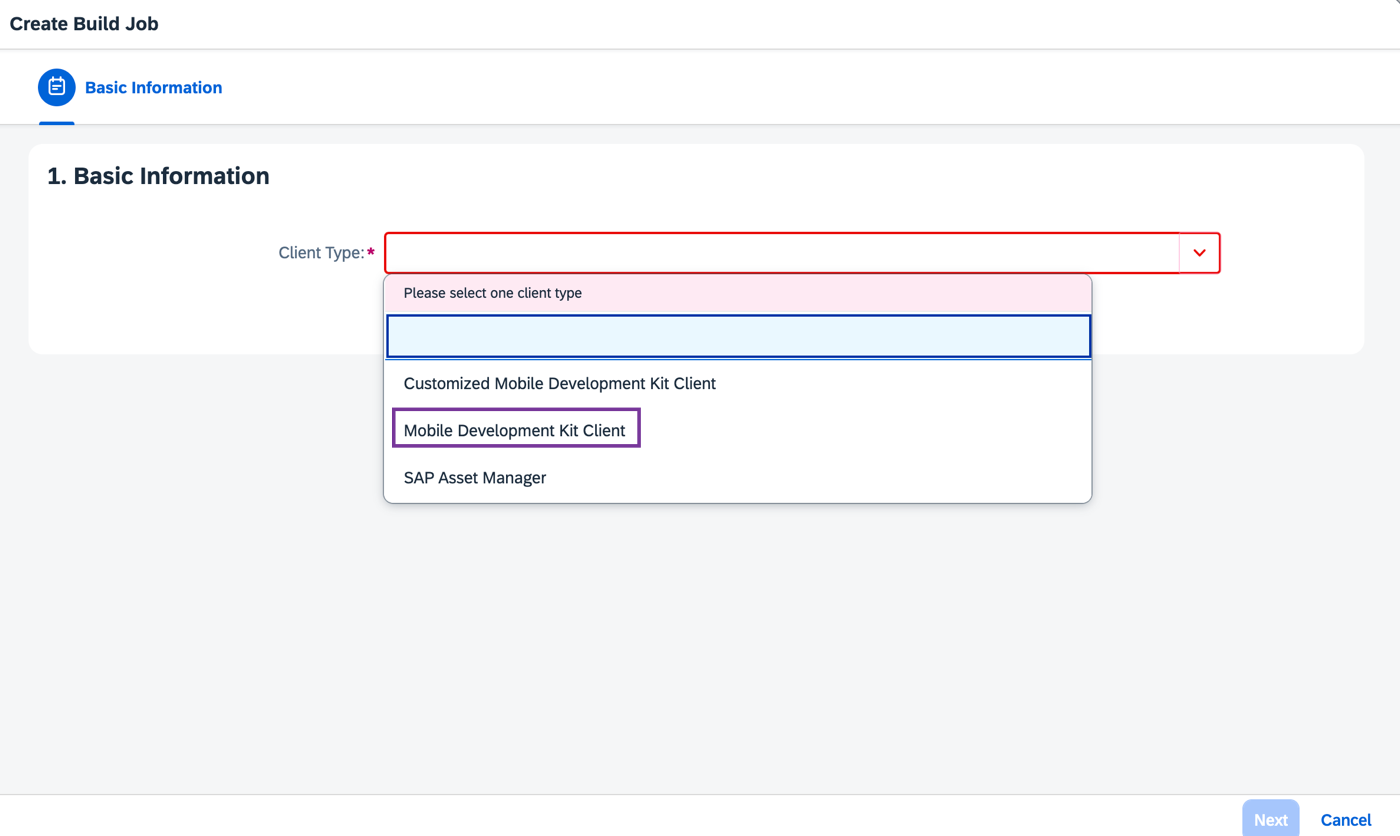 Create Build Job
Basic Information
1. Basic Information
Client Type:*
Please select one client type
Customized Mobile Development Kit Client
Mobile Development Kit Client
SAP Asset Manager
Next Cancel